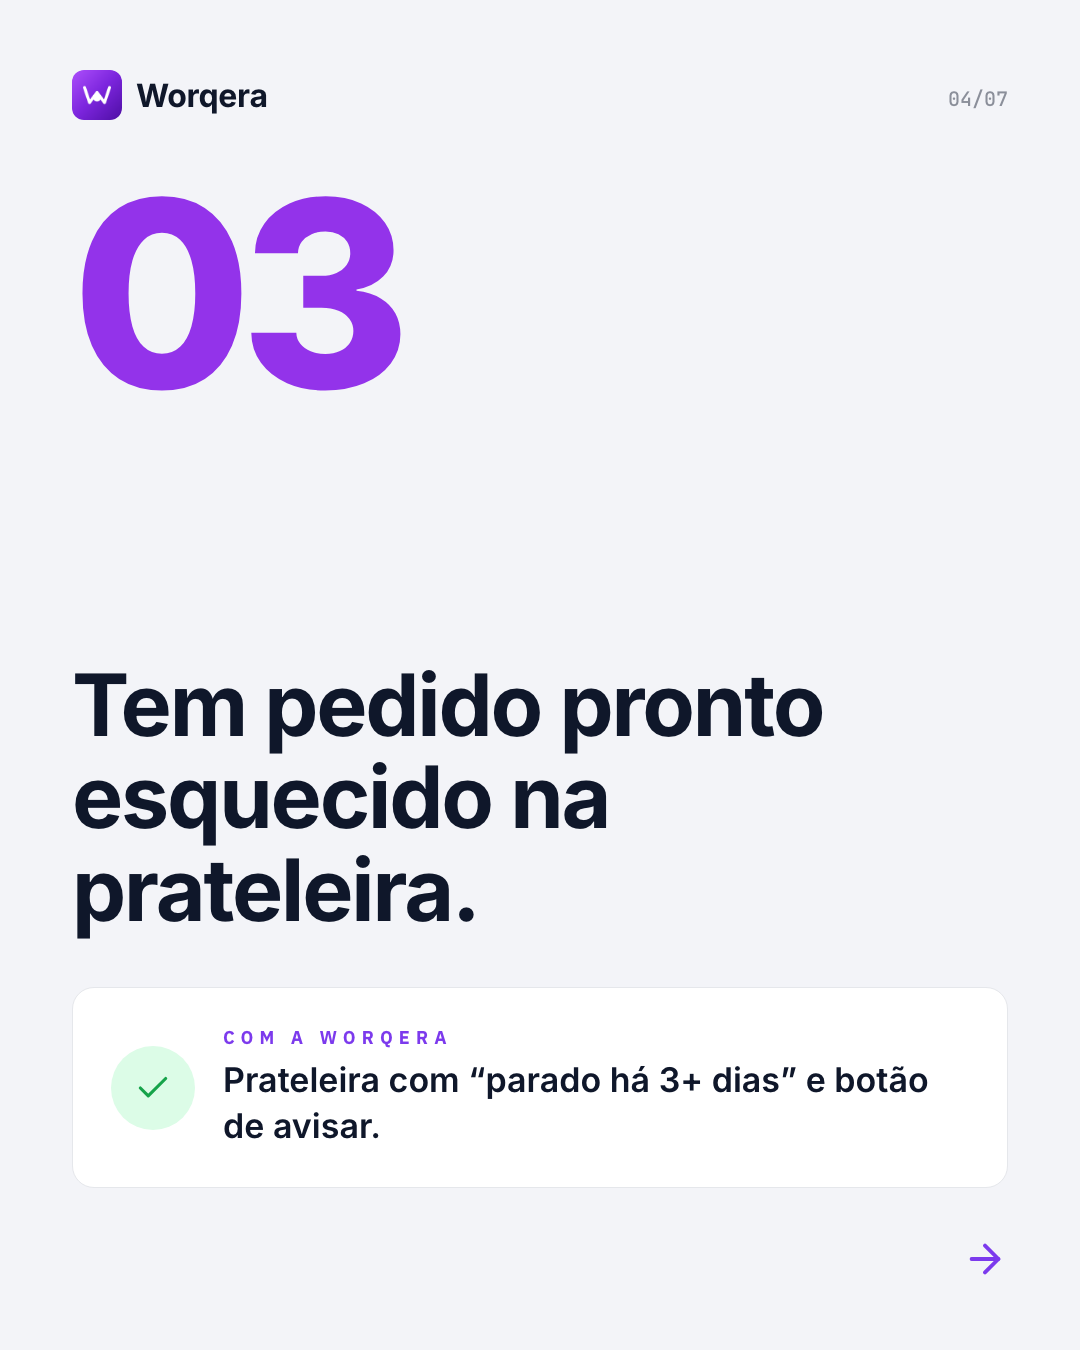 Worqera
04/07
03
Tem pedido pronto
esquecido na
prateleira.
COM A WORQERA
Prateleira com “parado há 3+ dias” e botão
de avisar.